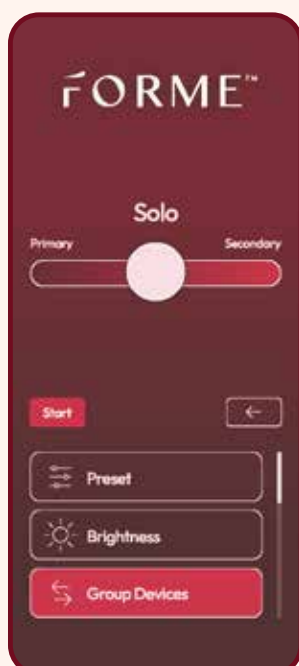 FORME™
Solo
Primary Secondary
Start
Preset
Brightness
Group Devices